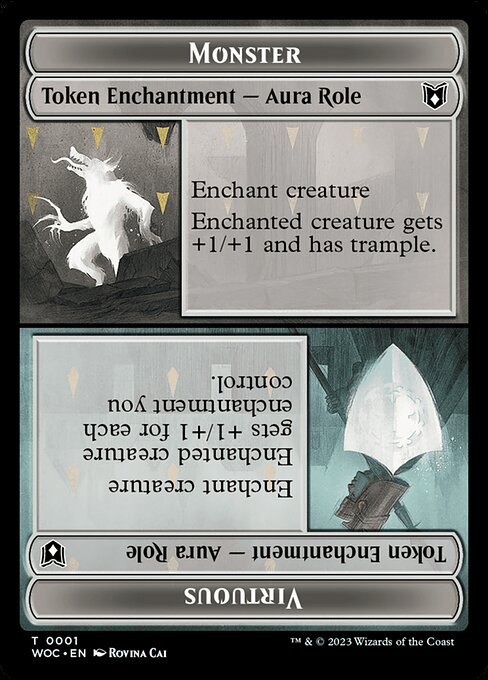 Monster
Token Enchantment — Aura Role
Enchant creature
Enchanted creature gets
+1/+1 and has trample.
Virtuous
Token Enchantment — Aura Role
Enchant creature
Enchanted creature
gets +1/+1 for each
enchantment you
control.
T 0001
WOC • EN Rovina Cai
™ & © 2023 Wizards of the Coast